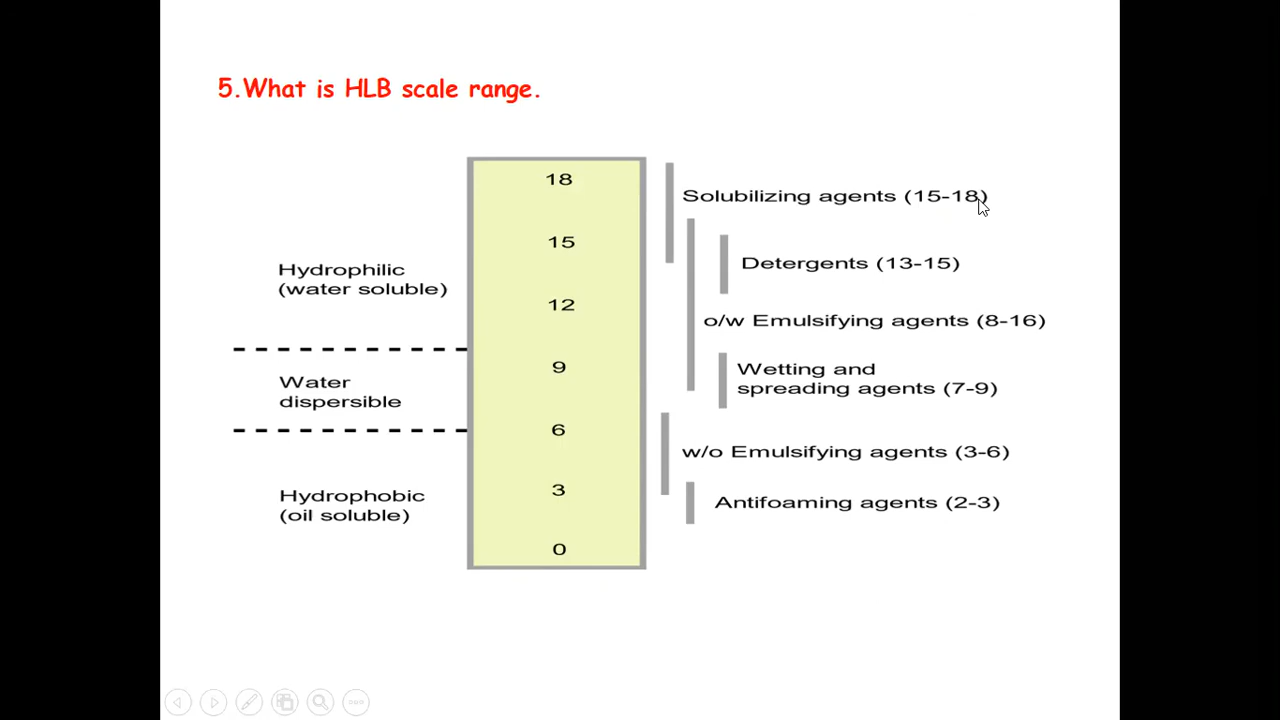 5.What is HLB scale range.
18
Solubilizing agents (15-18)
15
Detergents (13-15)
Hydrophilic
(water soluble)
12
o/w Emulsifying agents (8-16)
9
Wetting and
spreading agents (7-9)
Water
dispersible
6
w/o Emulsifying agents (3-6)
3
Antifoaming agents (2-3)
Hydrophobic
(oil soluble)
0